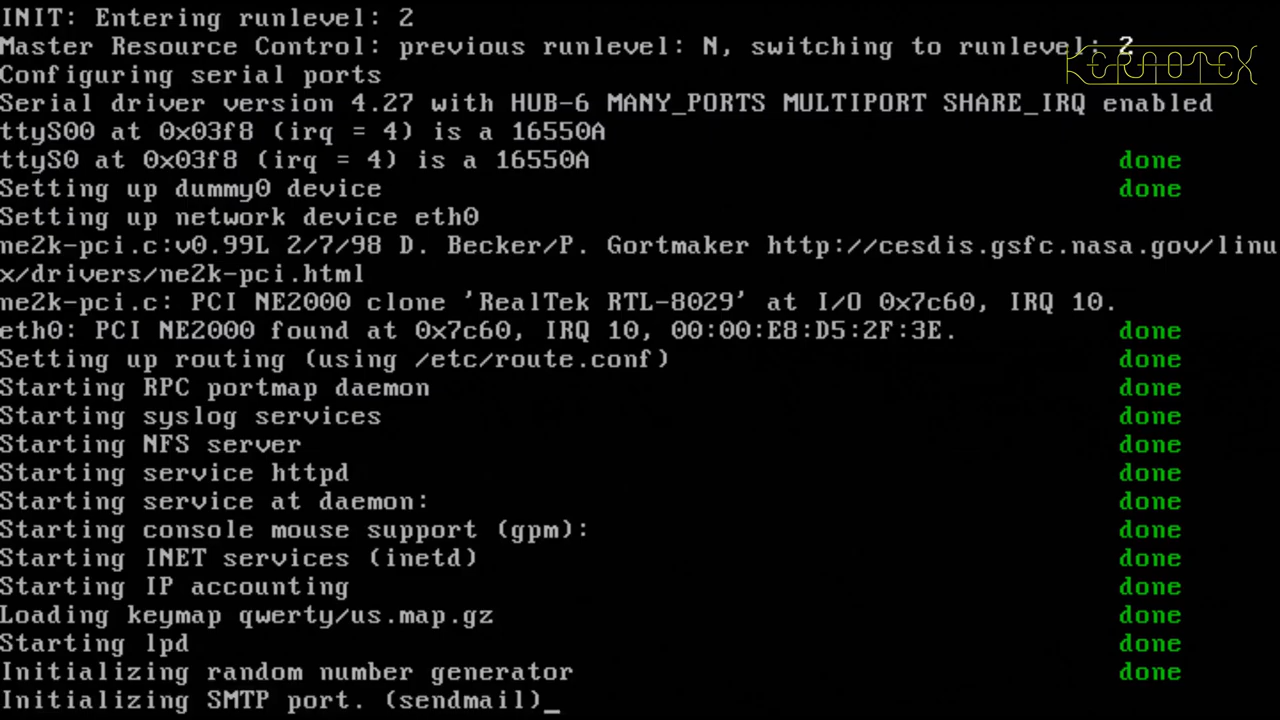 INIT: Entering runlevel: 2
Master Resource Control: previous runlevel: N, switching to runlevel: 2
KERNOTEX
Configuring serial ports
Serial driver version 4.27 with HUB-6 MANY_PORTS MULTIPORT SHARE_IRQ enabled
ttyS00 at 0x03f8 (irq = 4) is a 16550A
ttyS0 at 0x03f8 (irq = 4) is a 16550A done
Setting up dummy0 device done
Setting up network device eth0
ne2k-pci.c:v0.99L 2/7/98 D. Becker/P. Gortmaker http://cesdis.gsfc.nasa.gov/linu
x/drivers/ne2k-pci.html
ne2k-pci.c: PCI NE2000 clone 'RealTek RTL-8029' at I/O 0x7c60, IRQ 10.
eth0: PCI NE2000 found at 0x7c60, IRQ 10, 00:00:E8:D5:2F:3E. done
Setting up routing (using /etc/route.conf) done
Starting RPC portmap daemon done
Starting syslog services done
Starting NFS server done
Starting service httpd done
Starting service at daemon: done
Starting console mouse support (gpm): done
Starting INET services (inetd) done
Starting IP accounting done
Loading keymap qwerty/us.map.gz done
Starting lpd done
Initializing random number generator done
Initializing SMTP port. (sendmail)_